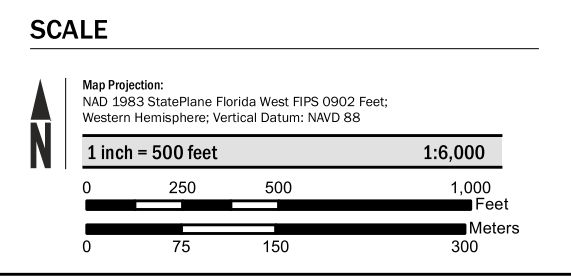 SCALE
N
Map Projection:
NAD 1983 StatePlane Florida West FIPS 0902 Feet;
Western Hemisphere; Vertical Datum: NAVD 88
1 inch = 500 feet 1:6,000
0 250 500 1,000
Feet
Meters
0 75 150 300